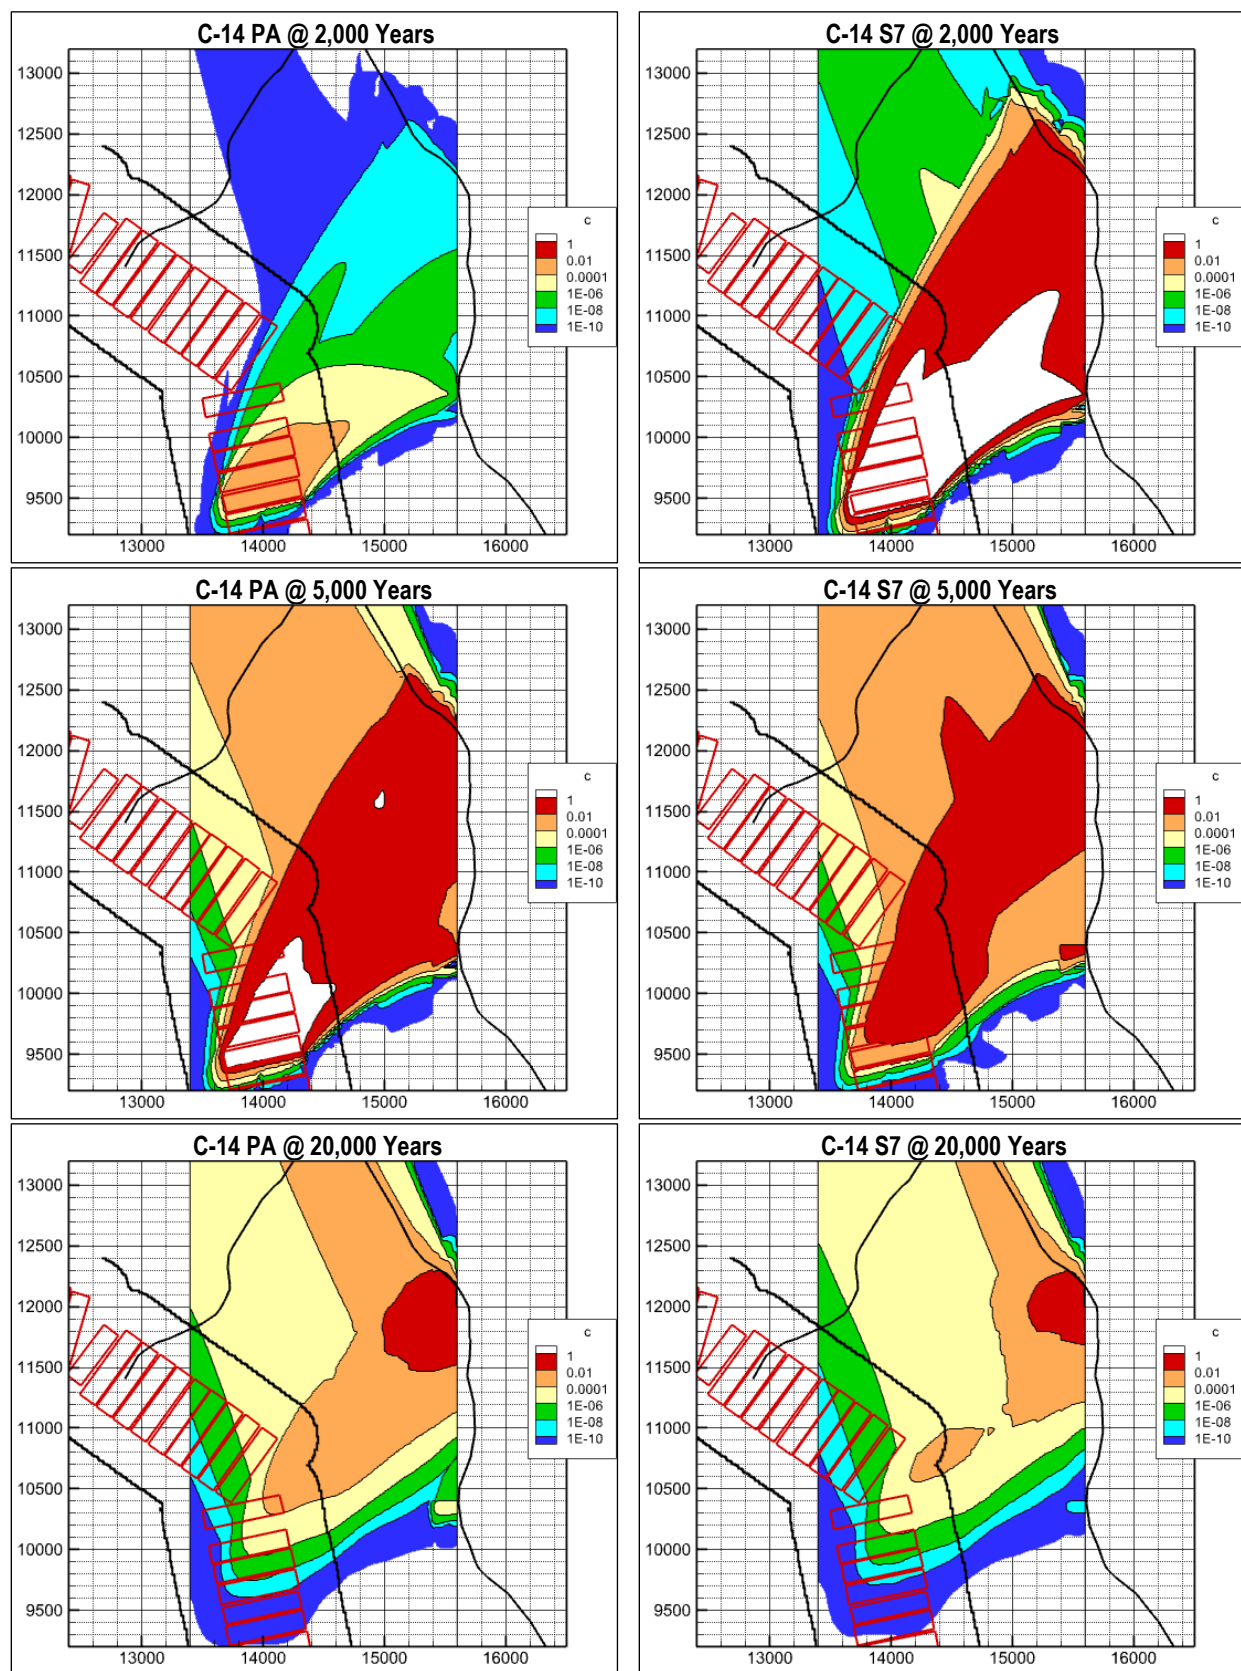 C-14 PA @ 2,000 Years
13000
12500
12000
11500
11000
10500
10000
9500
13000 14000 15000 16000
c
1
0.01
0.0001
1E-06
1E-08
1E-10
C-14 S7 @ 2,000 Years
13000
12500
12000
11500
11000
10500
10000
9500
13000 14000 15000 16000
c
1
0.01
0.0001
1E-06
1E-08
1E-10
C-14 PA @ 5,000 Years
13000
12500
12000
11500
11000
10500
10000
9500
13000 14000 15000 16000
c
1
0.01
0.0001
1E-06
1E-08
1E-10
C-14 S7 @ 5,000 Years
13000
12500
12000
11500
11000
10500
10000
9500
13000 14000 15000 16000
c
1
0.01
0.0001
1E-06
1E-08
1E-10
C-14 PA @ 20,000 Years
13000
12500
12000
11500
11000
10500
10000
9500
13000 14000 15000 16000
c
1
0.01
0.0001
1E-06
1E-08
1E-10
C-14 S7 @ 20,000 Years
13000
12500
12000
11500
11000
10500
10000
9500
13000 14000 15000 16000
c
1
0.01
0.0001
1E-06
1E-08
1E-10